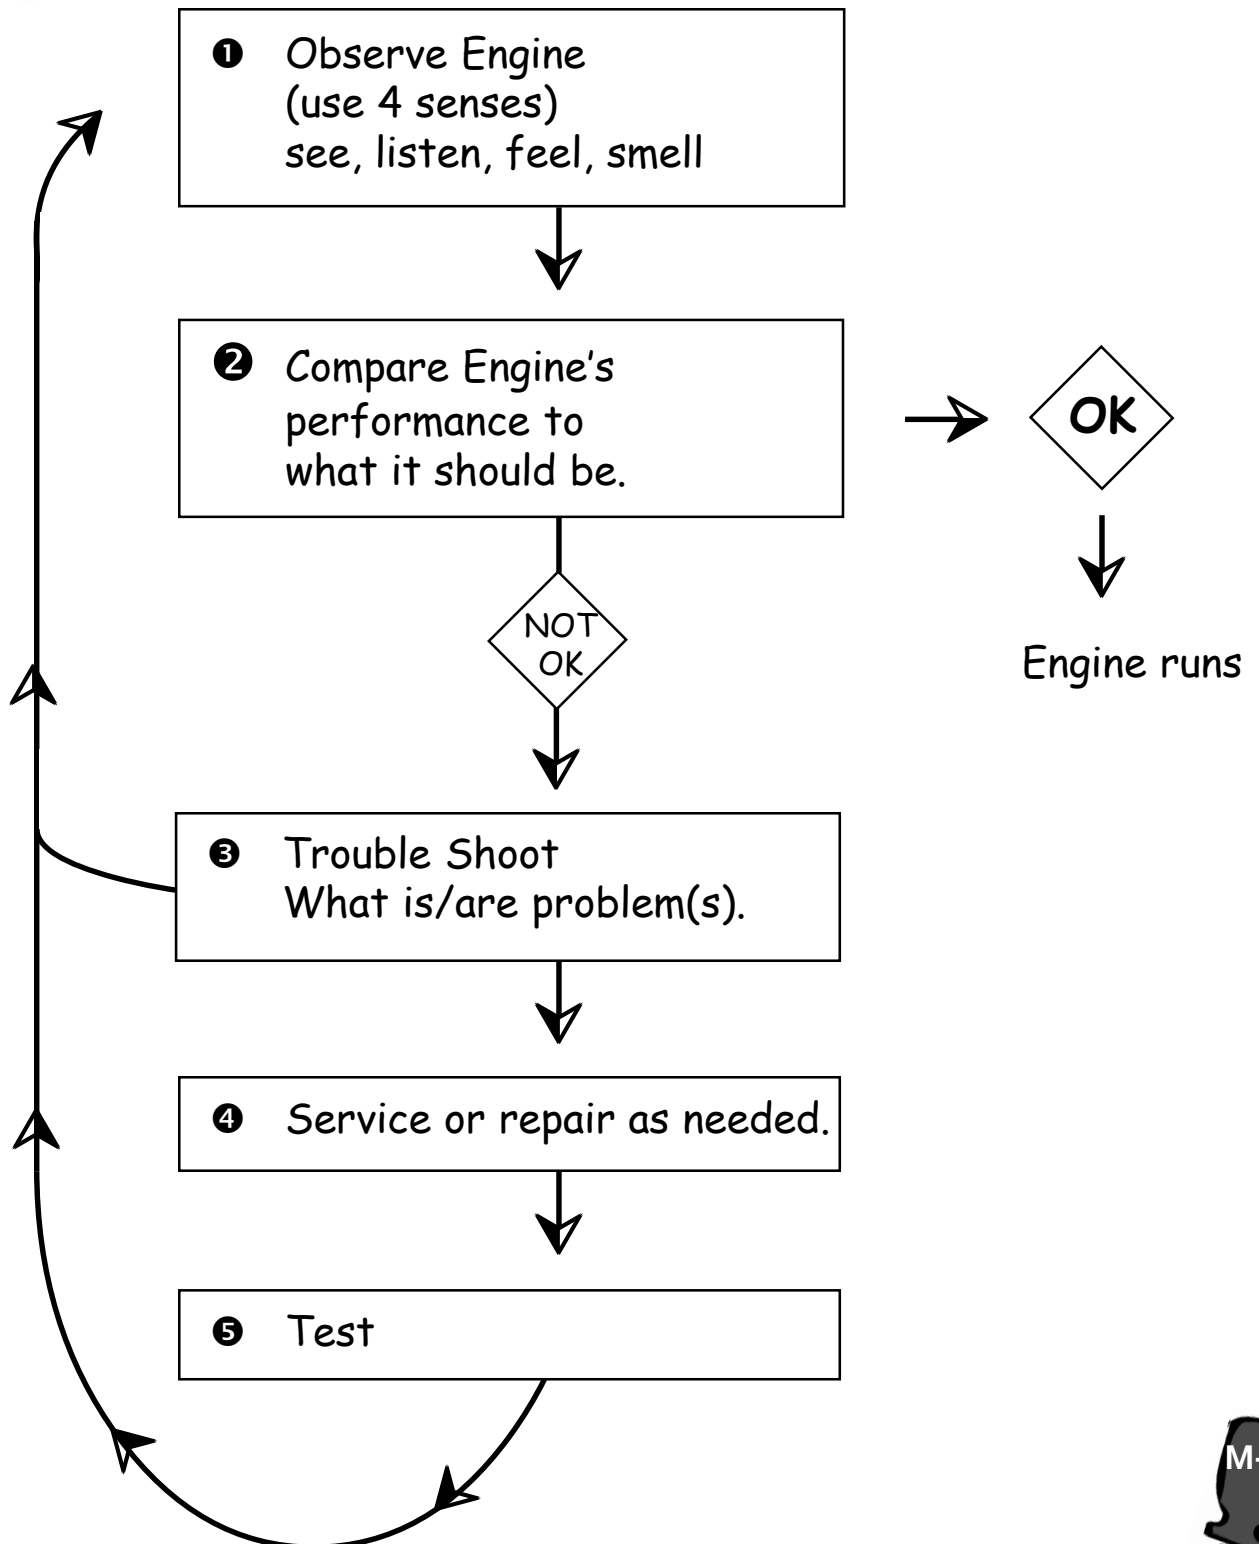 ❶ Observe Engine
(use 4 senses)
see, listen, feel, smell
❷ Compare Engine's
performance to
what it should be.
OK
Engine runs
NOT
OK
❸ Trouble Shoot
What is/are problem(s).
❹ Service or repair as needed.
❺ Test
M-